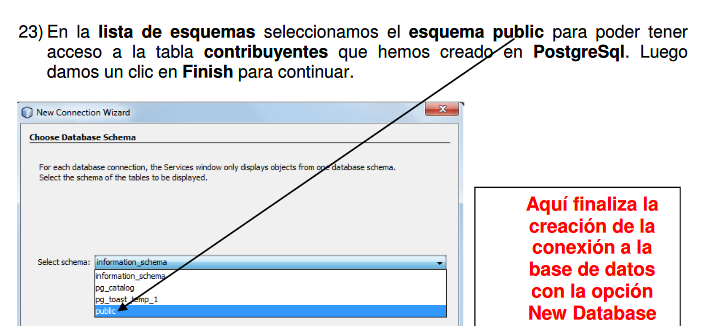 23) En la lista de esquemas seleccionamos el esquema public para poder tener
acceso a la tabla contribuyentes que hemos creado en PostgreSql. Luego
damos un clic en Finish para continuar.
New Connection Wizard
Choose Database Schema
For each database connection, the Services window only displays objects from one database schema.
Select the schema of the tables to be displayed.
Select schema: information_schema
information_schema
pg_catalog
pg_toast_temp_1
public
Aquí finaliza la
creación de la
conexión a la
base de datos
con la opción
New Database